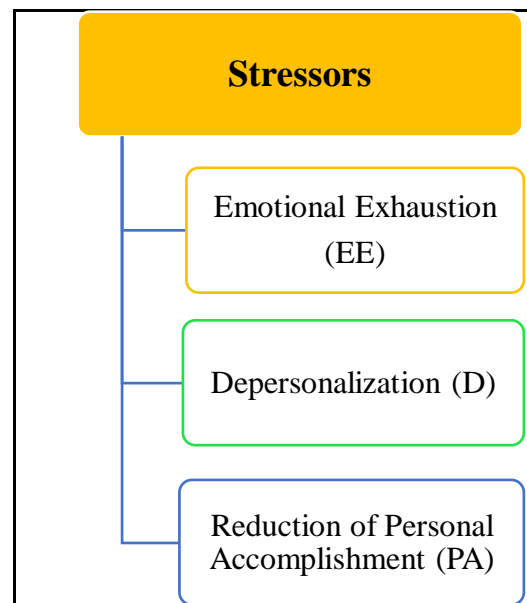 Stressors
Emotional Exhaustion
(EE)
Depersonalization (D)
Reduction of Personal
Accomplishment (PA)